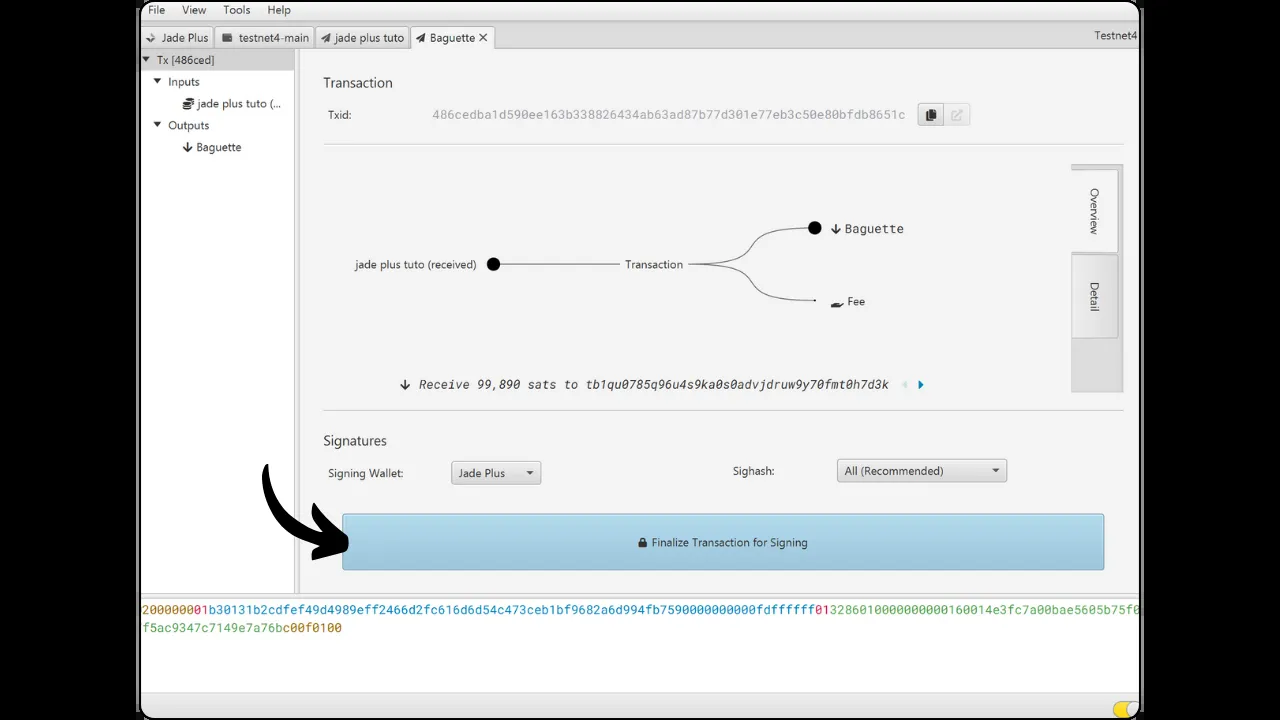 File View Tools Help
Jade Plus testnet4-main jade plus tuto Baguette Testnet4
Tx [486ced]
Inputs
jade plus tuto (...
Outputs
Baguette
Transaction
Txid: 486cedba1d590ee163b338826434ab63ad87b77d301e77eb3c50e80bfdb8651c
Overview
Detail
Baguette
jade plus tuto (received) Transaction
Fee
Receive 99,890 sats to tb1qu0785q96u4s9ka0s0advjdruw9y70fmt0h7d3k
Signatures
Signing Wallet: Jade Plus Sighash: All (Recommended)
Finalize Transaction for Signing
200000001b30131b2cdfef49d4989eff2466d2fc616d6d54c473ceb1bf9682a6d994fb7590000000000fdffffff013286010000000000160014e3fc7a00bae5605b75f0
f5ac9347c7149e7a76bc00f0100